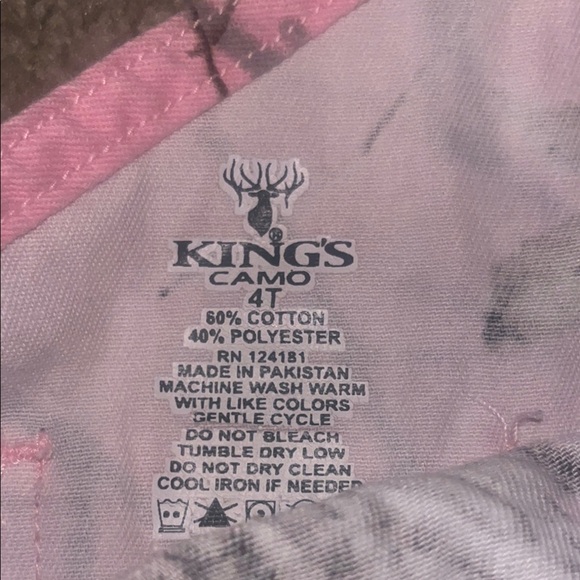 KING'S®
CAMO
4T
60% COTTON
40% POLYESTER
RN 124181
MADE IN PAKISTAN
MACHINE WASH WARM
WITH LIKE COLORS
GENTLE CYCLE
DO NOT BLEACH
TUMBLE DRY LOW
DO NOT DRY CLEAN
COOL IRON IF NEEDED